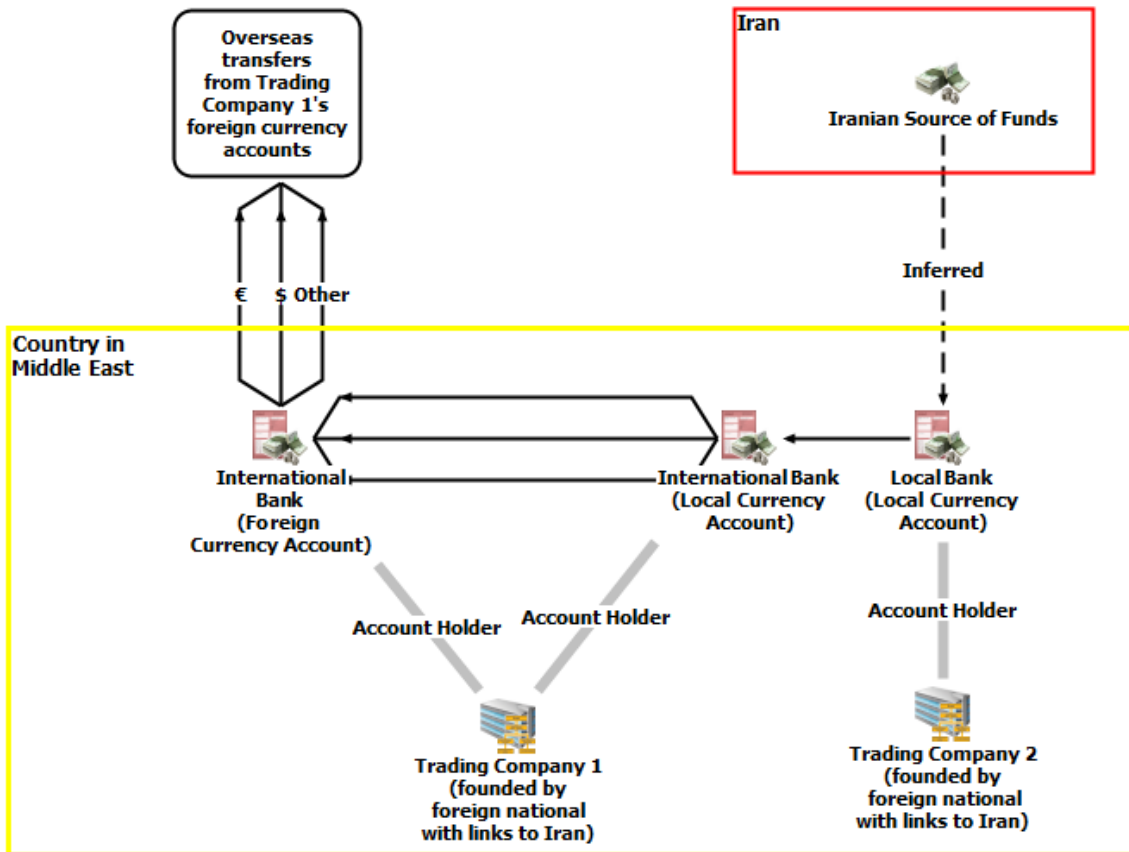 Overseas
transfers
from Trading
Company 1's
foreign currency
accounts
Iran
Iranian Source of Funds
Inferred
€
$
Other
Country in
Middle East
International
Bank
(Foreign
Currency Account)
International Bank
(Local Currency
Account)
Local Bank
(Local Currency
Account)
Account Holder
Account Holder
Account Holder
Trading Company 1
(founded by
foreign national
with links to Iran)
Trading Company 2
(founded by
foreign national
with links to Iran)